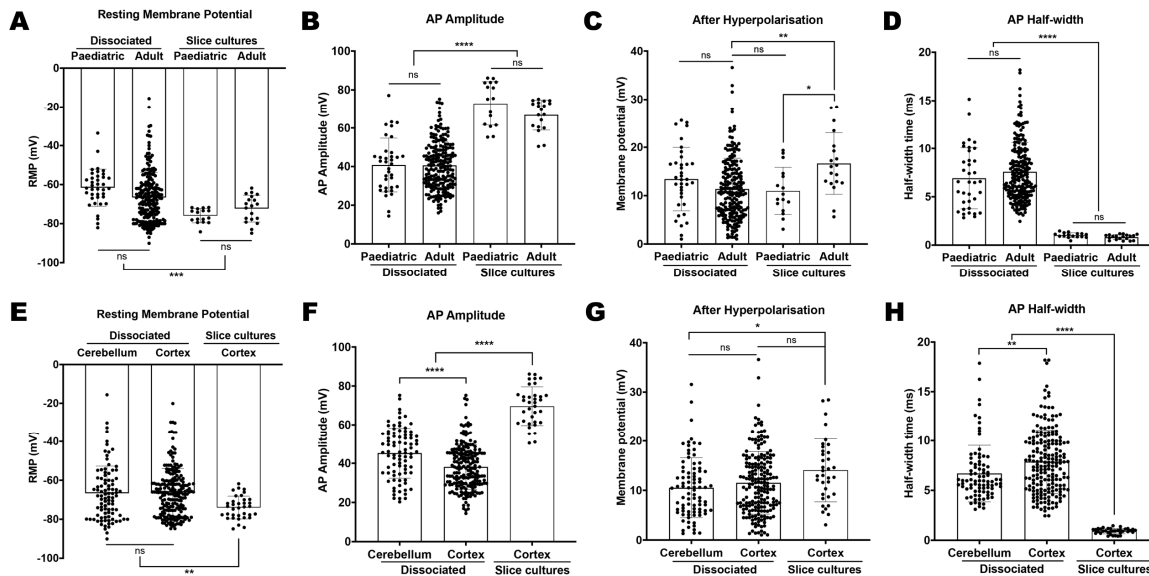 A
Resting Membrane Potential
Dissociated Slice cultures
Paediatric Adult Paediatric Adult
0
-20
-40
-60
-80
-100
RMP (mV)
ns
ns
***
B
AP Amplitude
100
80
60
40
20
0
AP Amplitude (mV)
****
ns
ns
Paediatric Adult Paediatric Adult
Dissociated Slice cultures
C
After Hyperpolarisation
40
30
20
10
0
Membrane potential (mV)
**
ns
ns
*
Paediatric Adult Paediatric Adult
Dissociated Slice cultures
D
AP Half-width
20
15
10
5
0
Half-width time (ms)
****
ns
ns
Paediatric Adult Paediatric Adult
Dissociated Slice cultures
E
Resting Membrane Potential
Dissociated Slice cultures
Cerebellum Cortex Cortex
0
-20
-40
-60
-80
-100
RMP (mV)
ns
**
F
AP Amplitude
100
80
60
40
20
0
AP Amplitude (mV)
****
****
Cerebellum Cortex Cortex
Dissociated Slice cultures
G
After Hyperpolarisation
40
30
20
10
0
Membrane potential (mV)
*
ns
ns
Cerebellum Cortex Cortex
Dissociated Slice cultures
H
AP Half-width
20
15
10
5
0
Half-width time (ms)
****
**
Cerebellum Cortex Cortex
Dissociated Slice cultures